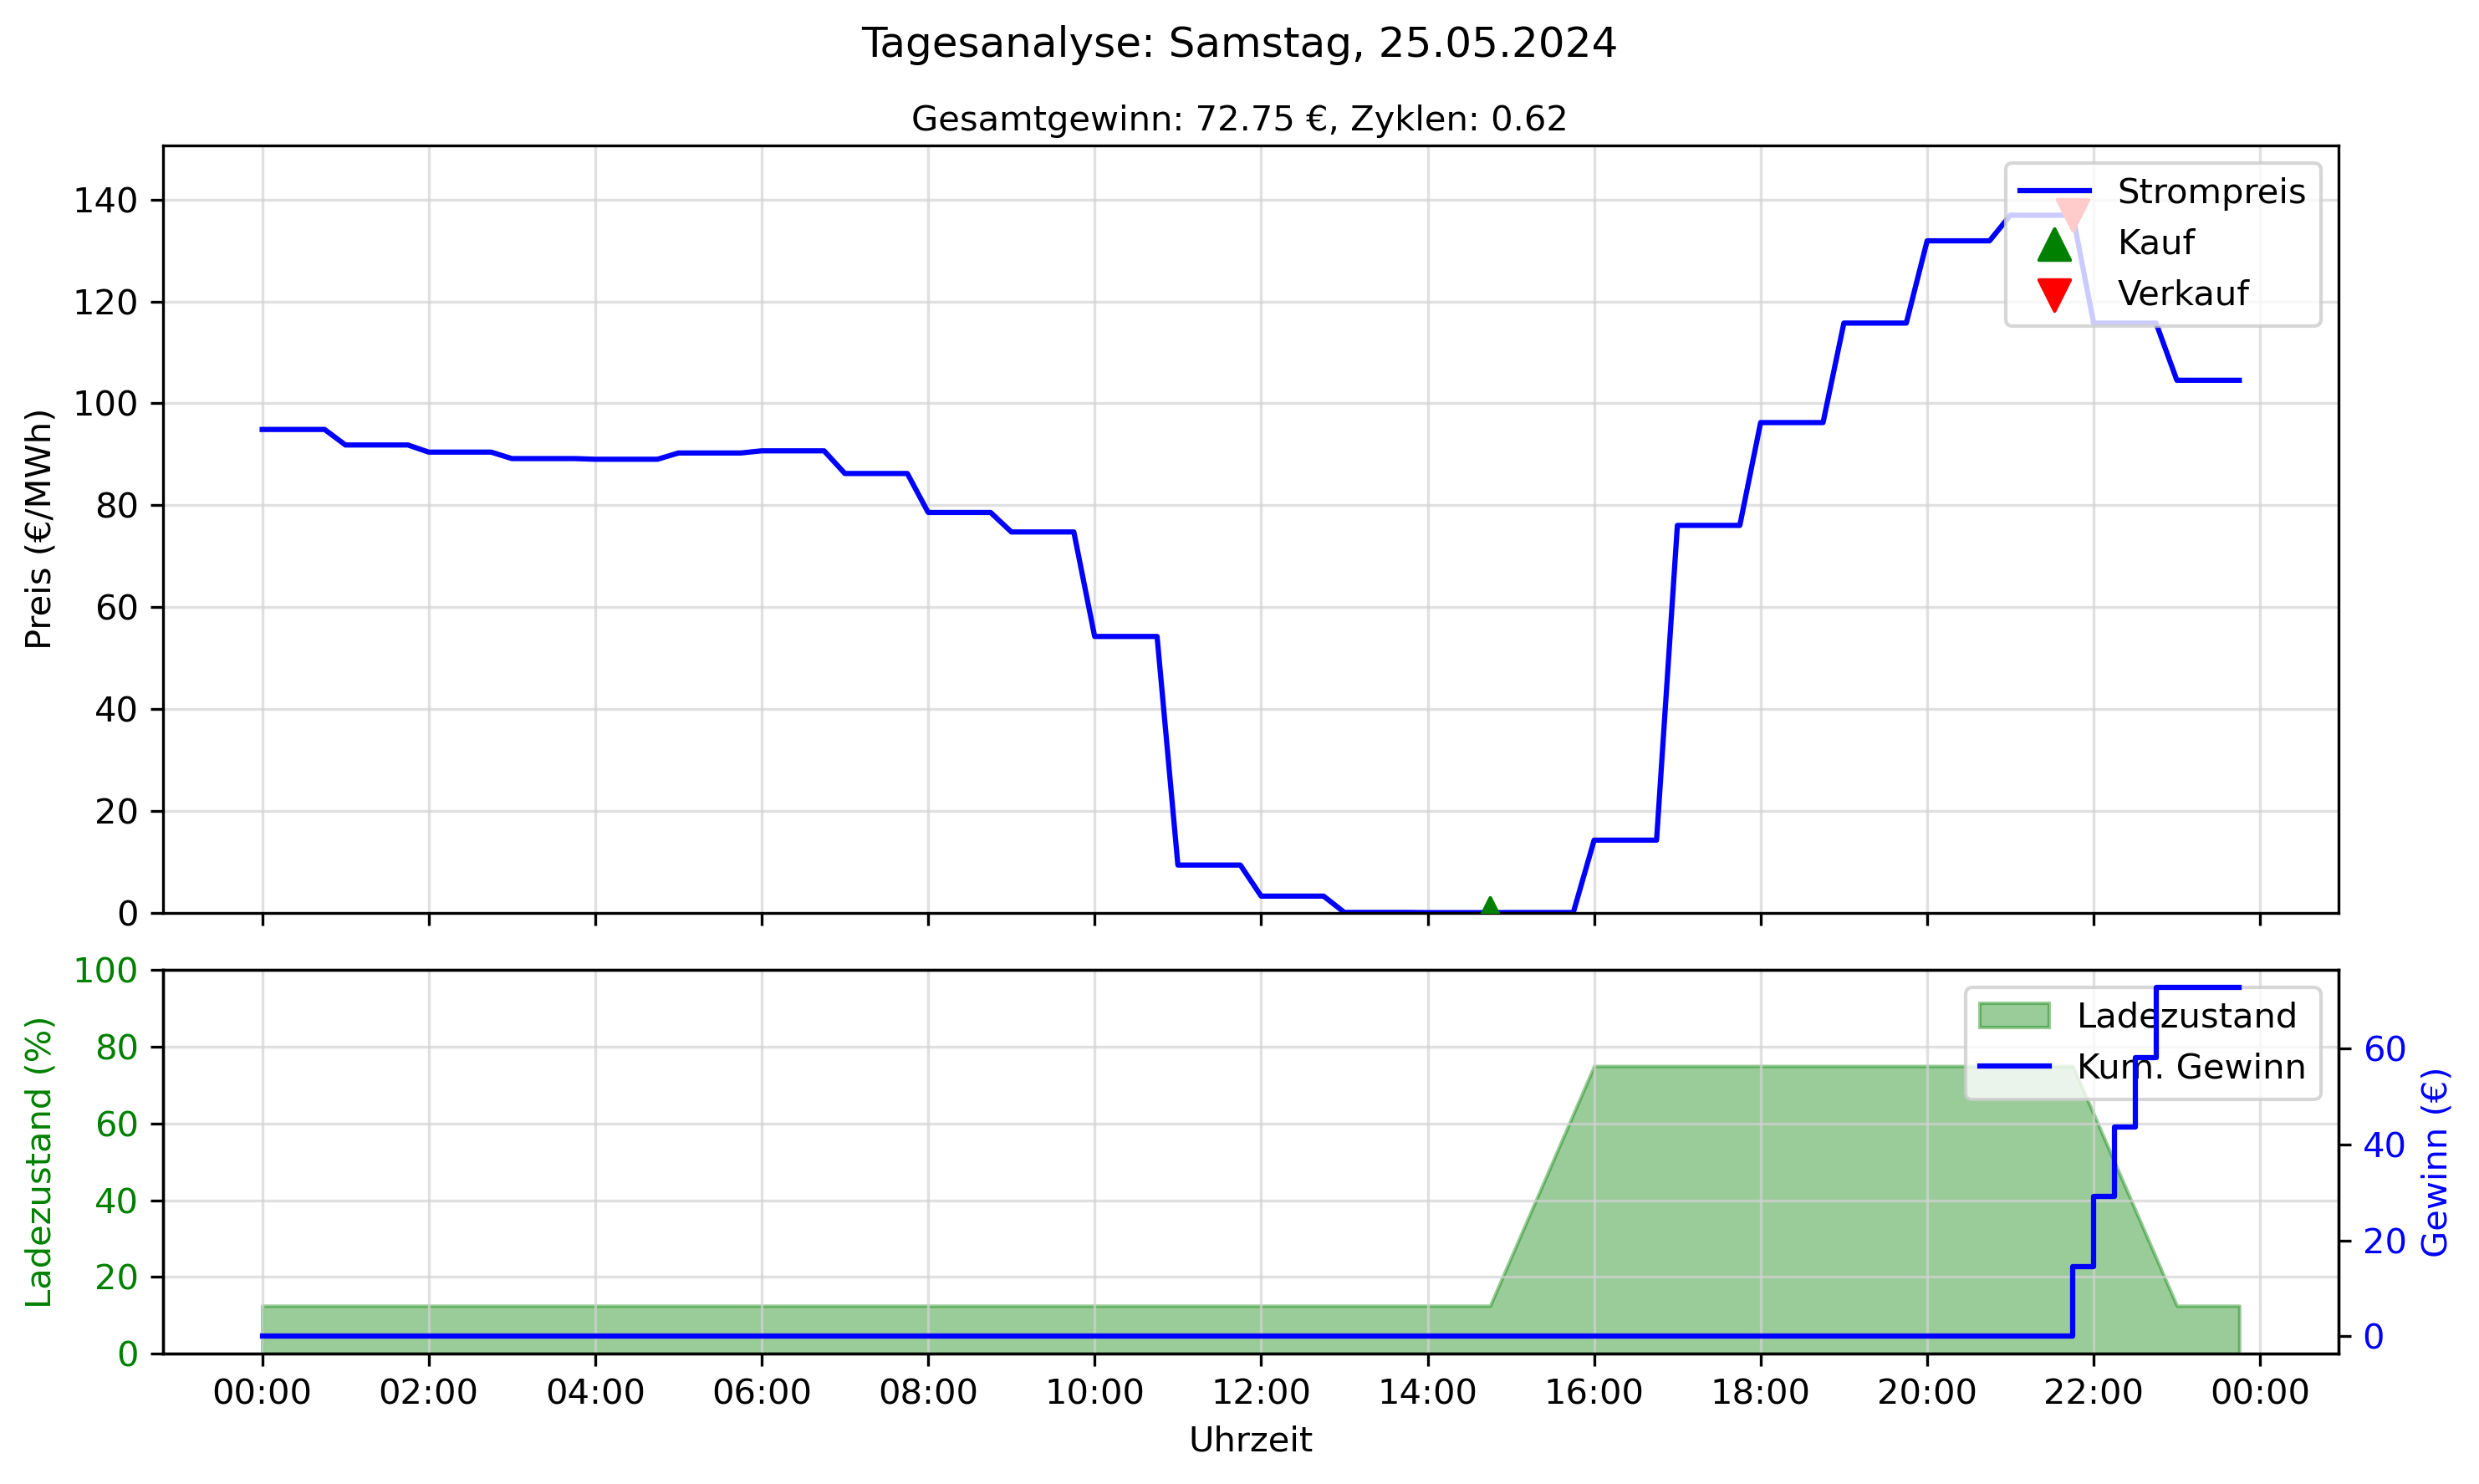 Tagesanalyse: Samstag, 25.05.2024
Gesamtgewinn: 72.75 €, Zyklen: 0.62
Preis (€/MWh)
140
120
100
80
60
40
20
0
Strompreis
Kauf
Verkauf
Ladezustand (%)
100
80
60
40
20
0
Ladezustand
Kum. Gewinn
60
40
20
0
Gewinn (€)
00:00 02:00 04:00 06:00 08:00 10:00 12:00 14:00 16:00 18:00 20:00 22:00 00:00
Uhrzeit